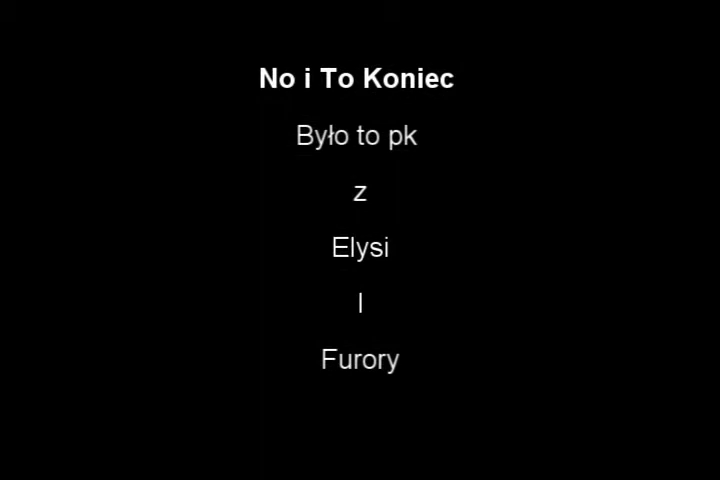 No i To Koniec
Było to pk
z
Elysi
I
Furory